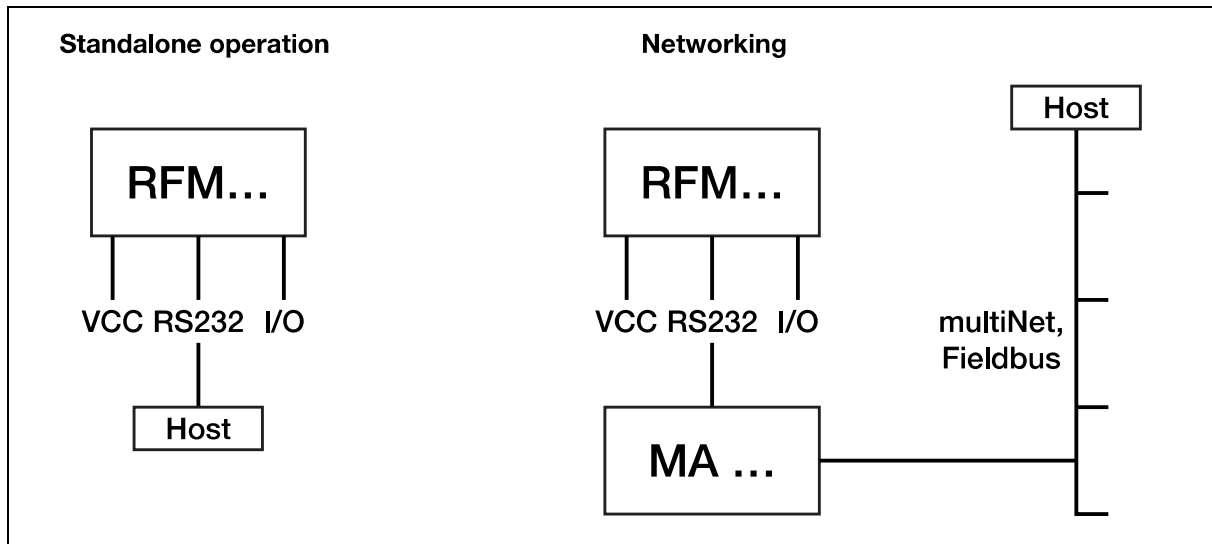 Standalone operation
RFM...
VCC RS232 I/O
Host
Networking
Host
RFM...
VCC RS232 I/O
multiNet,
Fieldbus
MA ...